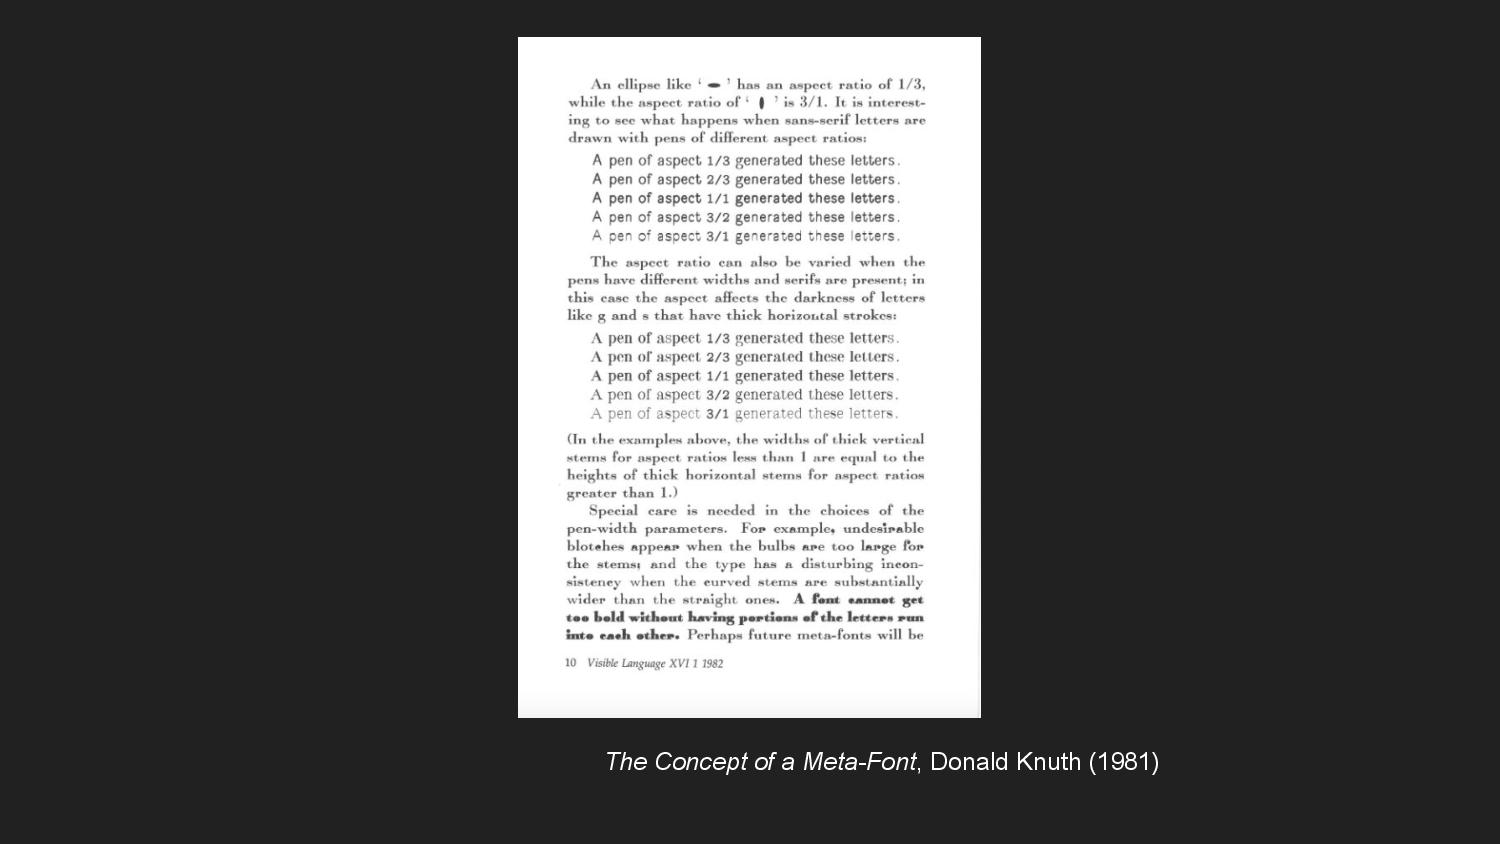 An ellipse like ‘ ’ has an aspect ratio of 1/3,
while the aspect ratio of ‘ ’ is 3/1. It is interest-
ing to see what happens when sans-serif letters are
drawn with pens of different aspect ratios:
A pen of aspect 1/3 generated these letters.
A pen of aspect 2/3 generated these letters.
A pen of aspect 1/1 generated these letters.
A pen of aspect 3/2 generated these letters.
A pen of aspect 3/1 generated these letters.
The aspect ratio can also be varied when the
pens have different widths and serifs are present; in
this case the aspect affects the darkness of letters
like g and s that have thick horizontal strokes:
A pen of aspect 1/3 generated these letters.
A pen of aspect 2/3 generated these letters.
A pen of aspect 1/1 generated these letters.
A pen of aspect 3/2 generated these letters.
A pen of aspect 3/1 generated these letters.
(In the examples above, the widths of thick vertical
stems for aspect ratios less than 1 are equal to the
heights of thick horizontal stems for aspect ratios
greater than 1.)
Special care is needed in the choices of the
pen-width parameters. For example, undesirable
blotches appear when the bulbs are too large for
the stems; and the type has a disturbing incon-
sistency when the curved stems are substantially
wider than the straight ones. A font cannot get
too bold without having portions of the letters run
into each other. Perhaps future meta-fonts will be
10 Visible Language XVI 1 1982
The Concept of a Meta-Font, Donald Knuth (1981)